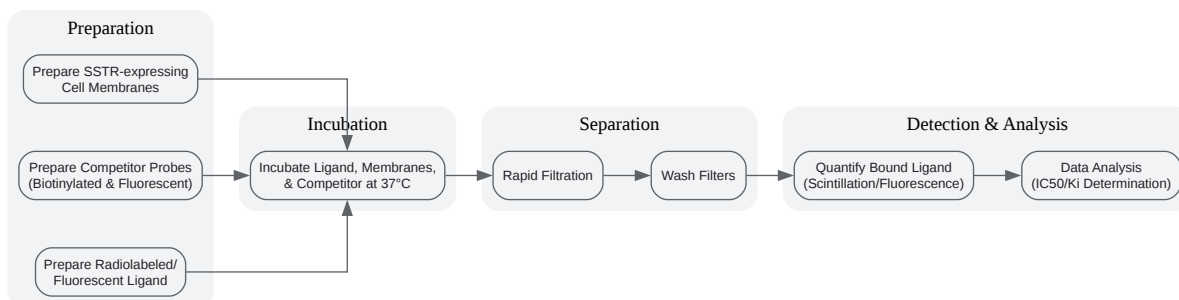 Preparation
Prepare SSTR-expressing
Cell Membranes
Prepare Competitor Probes
(Biotinylated & Fluorescent)
Prepare Radiolabeled/
Fluorescent Ligand
Incubation
Incubate Ligand, Membranes,
& Competitor at 37°C
Separation
Rapid Filtration
Wash Filters
Detection & Analysis
Quantify Bound Ligand
(Scintillation/Fluorescence)
Data Analysis
(IC50/Ki Determination)